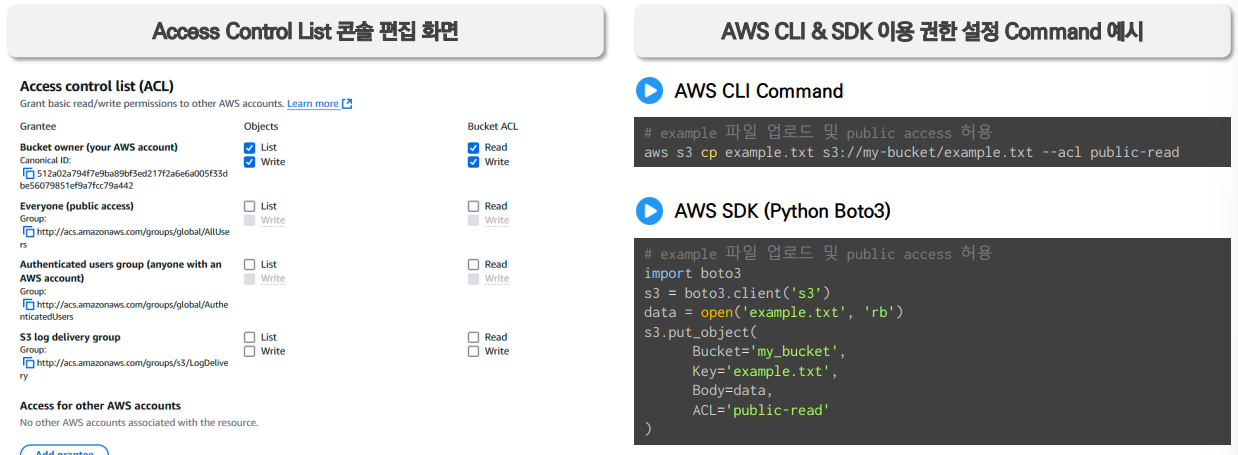 Access Control List 콘솔 편집 화면
Access control list (ACL)
Grant basic read/write permissions to other AWS accounts. Learn more
Grantee Objects Bucket ACL
Bucket owner (your AWS account) List Read
Canonical ID: Write Write
512a02a794f7e9ba89bf3ed217f2a6e6a005f33d
be56079851ef9a7fcc79a442
Everyone (public access) List Read
Group: Write Write
http://acs.amazonaws.com/groups/global/AllUse
rs
Authenticated users group (anyone with an List Read
AWS account) Write Write
Group:
http://acs.amazonaws.com/groups/global/Authe
nticatedUsers
S3 log delivery group List Read
Group: Write Write
http://acs.amazonaws.com/groups/s3/LogDelive
ry
Access for other AWS accounts
No other AWS accounts associated with the resource.
Add grantee
AWS CLI & SDK 이용 권한 설정 Command 예시
AWS CLI Command
# example 파일 업로드 및 public access 허용
aws s3 cp example.txt s3://my-bucket/example.txt --acl public-read
AWS SDK (Python Boto3)
# example 파일 업로드 및 public access 허용
import boto3
s3 = boto3.client('s3’)
data = open('example.txt', 'rb')
s3.put_object(
Bucket='my_bucket',
Key='example.txt',
Body=data,
ACL='public-read'
)